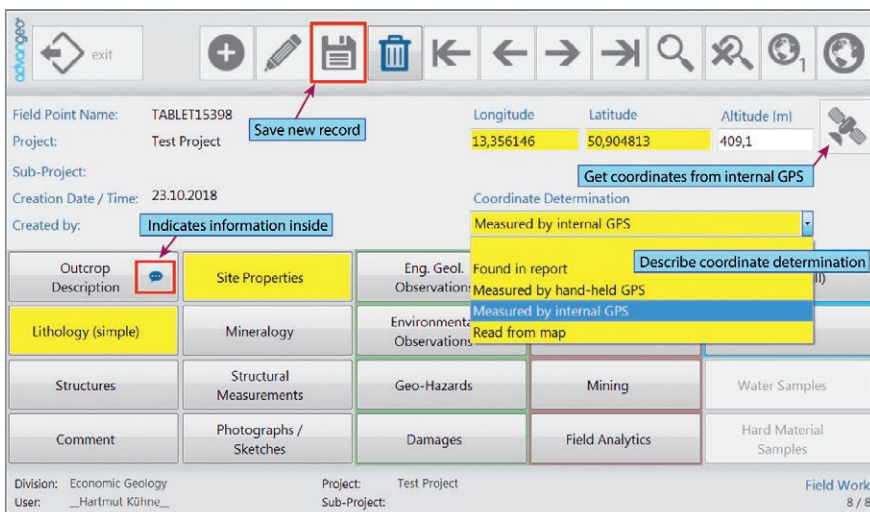 advangeo
exit
1
Field Point Name: TABLET15398
Longitude Latitude Altitude [m]
Save new record
Project: Test Project
13,356146 50,904813 409,1
Sub-Project:
Get coordinates from internal GPS
Creation Date / Time: 23.10.2018
Coordinate Determination
Created by:
Indicates information inside
Measured by internal GPS
Describe coordinate determination
Found in report
Measured by hand-held GPS
Measured by internal GPS
Read from map
Outcrop
Description
Site Properties
Eng. Geol.
Observations
Lithology (simple)
Mineralogy
Observations
Structures
Structural
Measurements
Geo-Hazards
Mining
Water Samples
Comment
Photographs /
Sketches
Damages
Field Analytics
Hard Material
Samples
Division: Economic Geology
Project: Test Project
Field Work
User: _Hartmut Kühne_
Sub-Project:
8 / 8